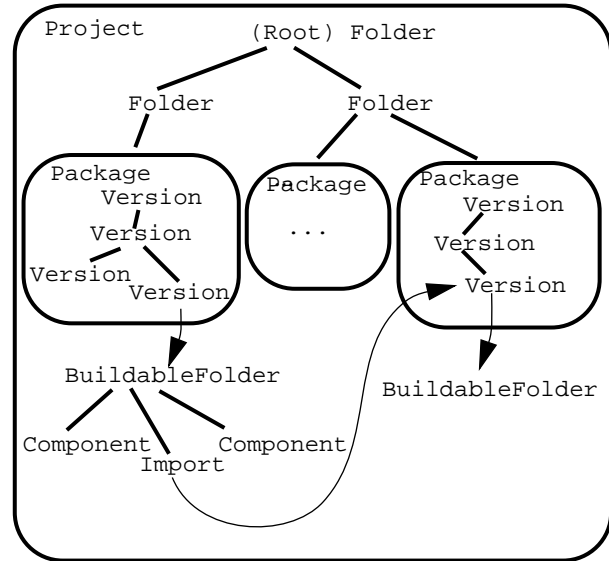 Project
(Root) Folder
Folder
Folder
Package
Version
Version
Version
Version
Package
...
Package
Version
Version
Version
BuildableFolder
BuildableFolder
Component
Import
Component